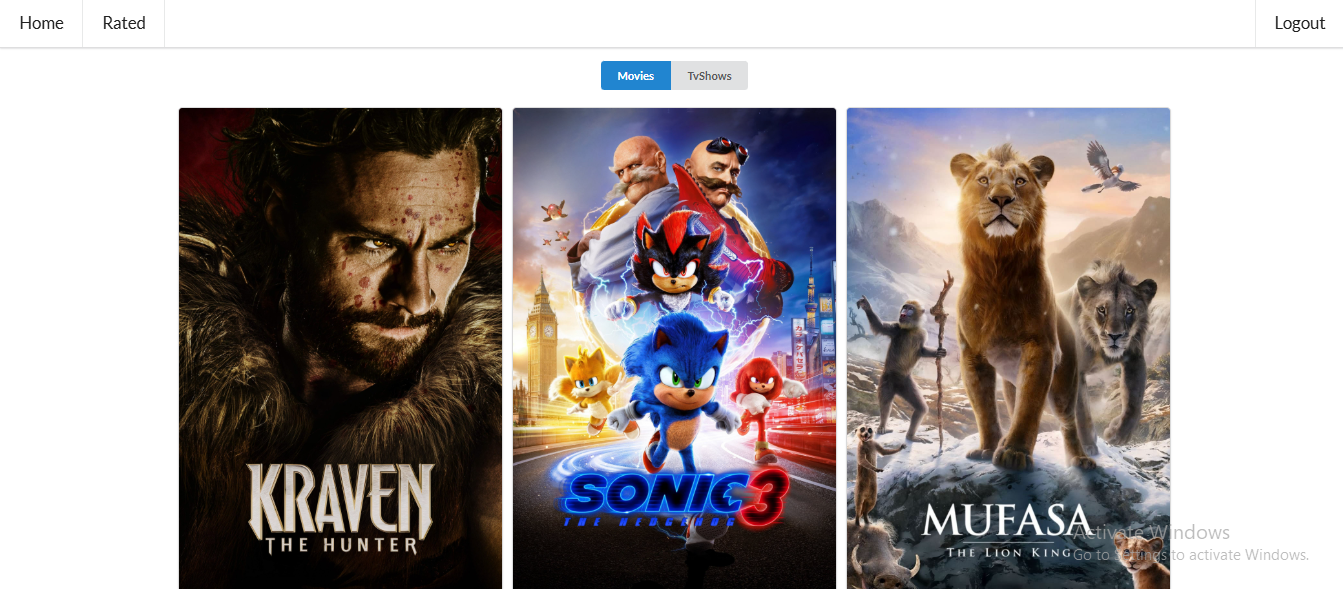 Home Rated Logout
Movies TvShows
KRAVEN
THE HUNTER
SONIC 3
THE HEDGEHOG
MUFASA
THE LION KING
Activate Windows
Go to Settings to activate Windows.